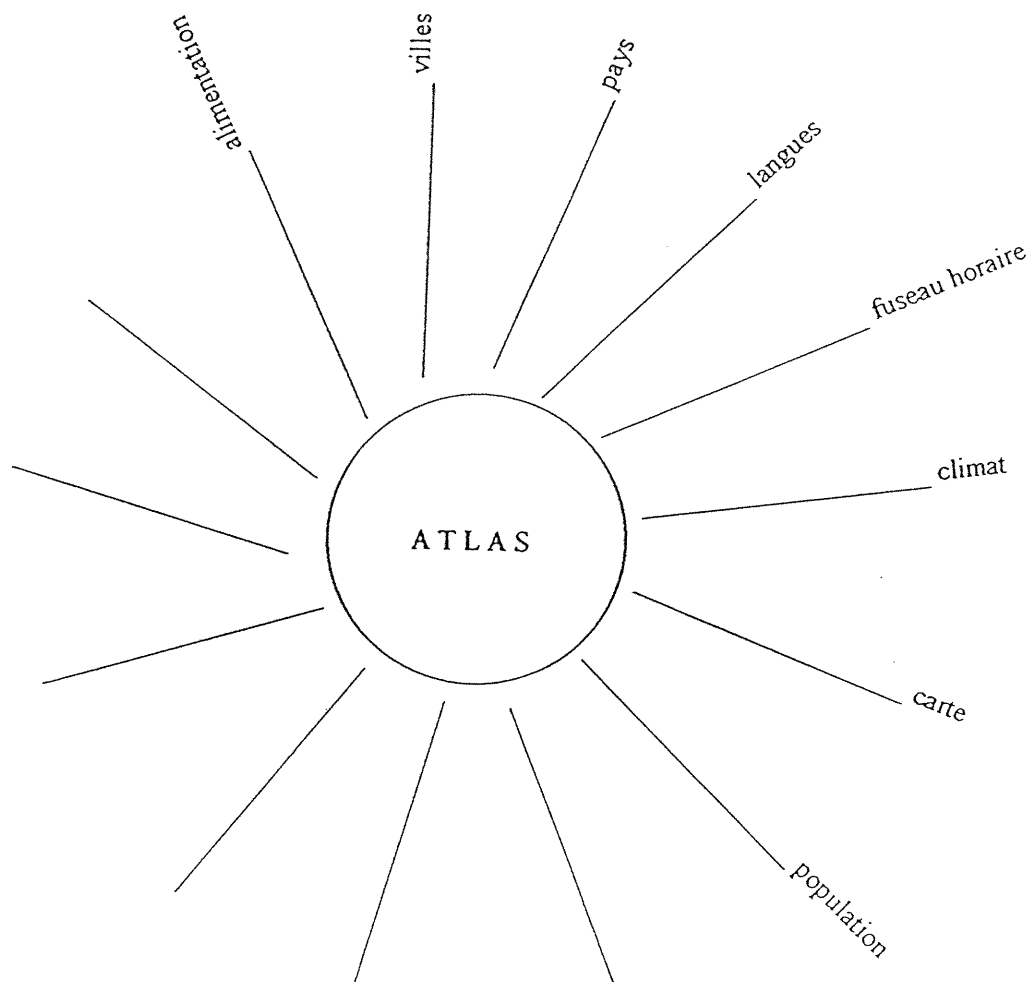 alimentation
villes
pays
langues
fuseau horaire
climat
ATLAS
carte
population